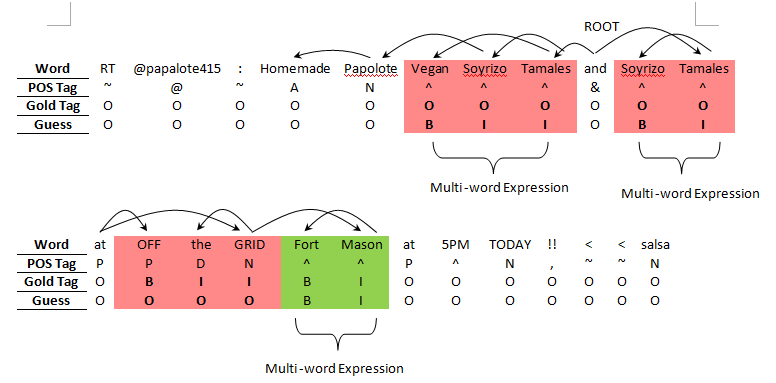 ROOT
Word RT @papalote415 : Homemade Papolote Vegan Soyrizo Tamales and Soyrizo Tamales
POS Tag ~ @ ~ A N ^ ^ ^ & ^ ^
Gold Tag O O O O O O O O O O O
Guess O O O O O B I I O B I
Multi-word Expression Multi-word Expression
Word at OFF the GRID Fort Mason at 5PM TODAY !! < < salsa
POS Tag P P D N ^ ^ P ^ N , ~ ~ N
Gold Tag O B I I B I O O O O O O O
Guess O O O O B I O O O O O O O
Multi-word Expression